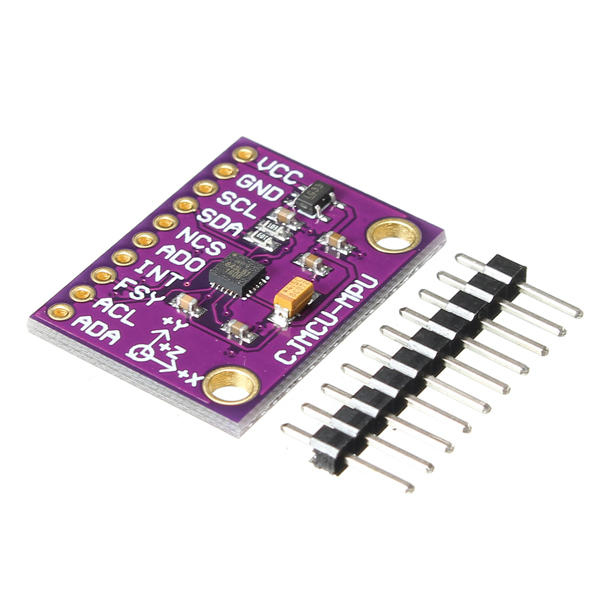 VCC
GND
SCL
SDA
NCS
ADO
INT
FSY
ACL
ADA
+Y
+Z
+X
CJMCU-MPU